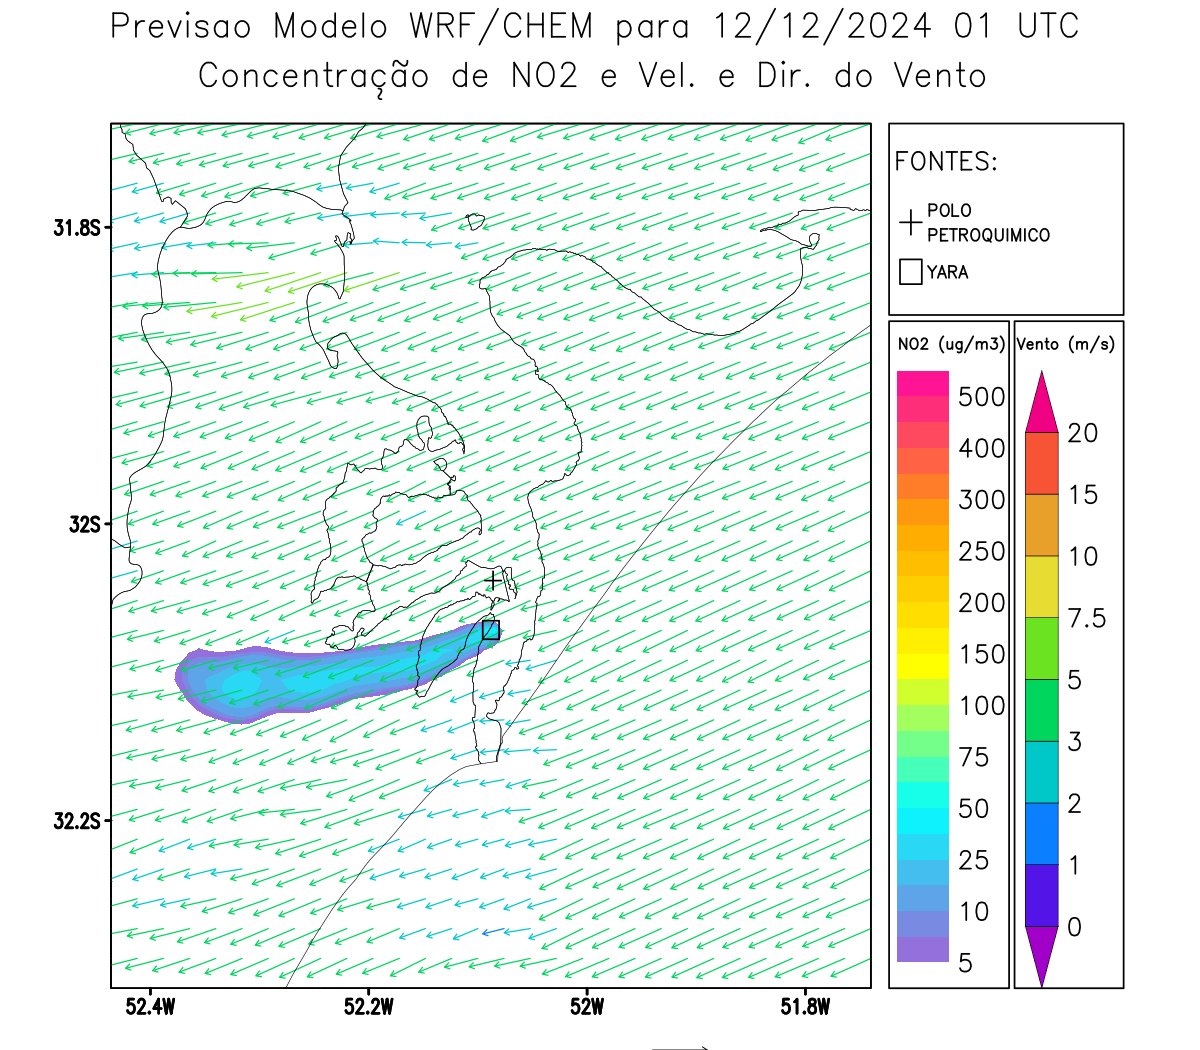 Previsao Modelo WRF/CHEM para 12/12/2024 01 UTC
Concentração de NO2 e Vel. e Dir. do Vento
FONTES:
POLO
PETROQUIMICO
YARA
NO2 (ug/m3)
500
400
300
250
200
150
100
75
50
25
10
5
Vento (m/s)
20
15
10
7.5
5
3
2
1
0
31.8S
32S
32.2S
52.4W
52.2W
52W
51.8W